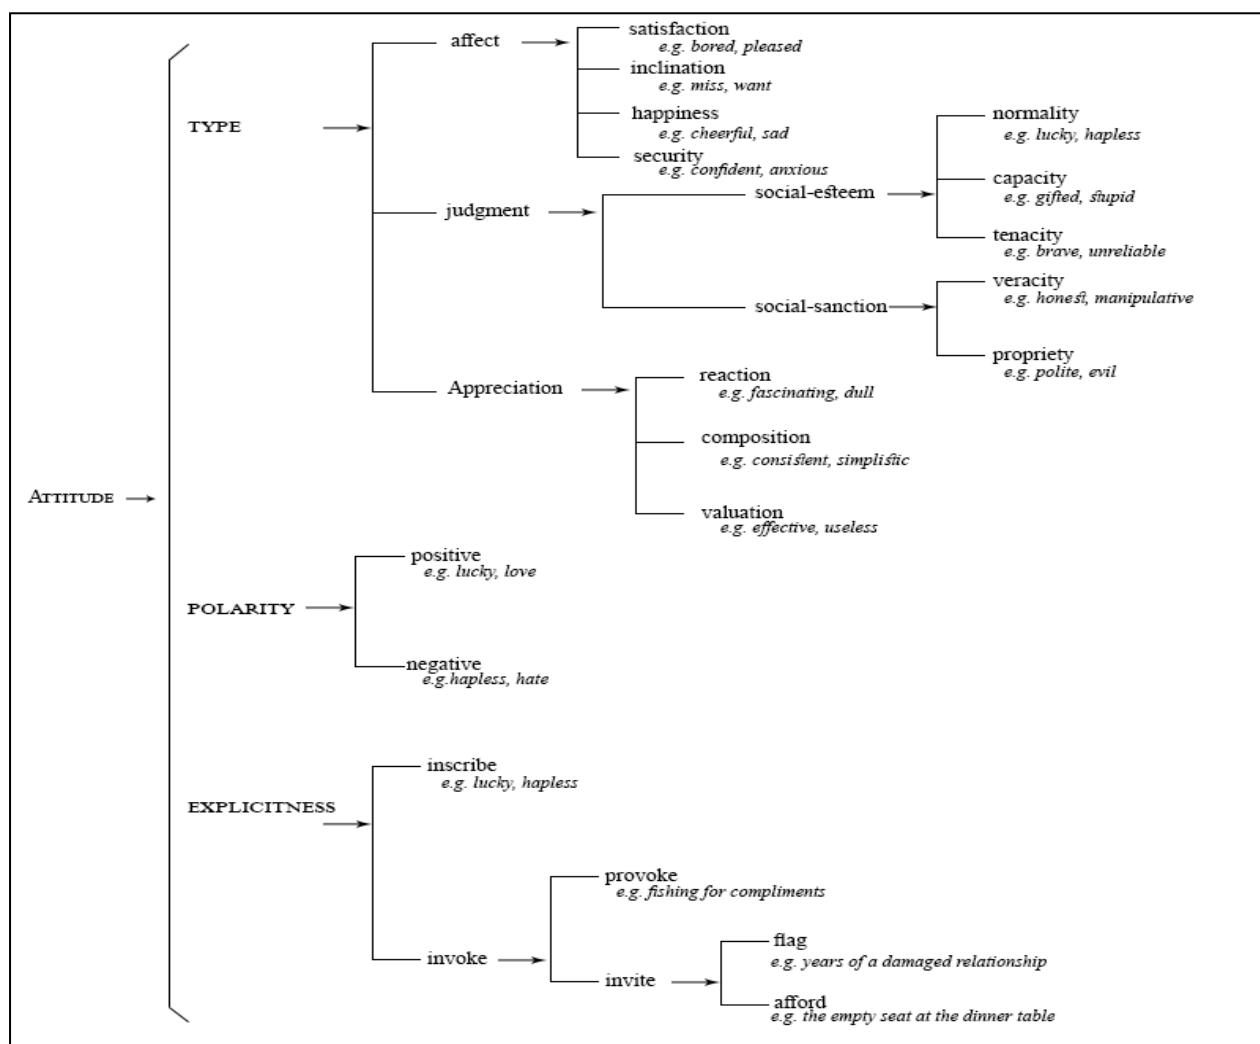 satisfaction
affect
e.g. bored, pleased
inclination
e.g. miss, want
happiness
e.g. cheerful, sad
TYPE
security
e.g. confident, anxious
normality
e.g. lucky, hapless
capacity
e.g. gifted, stupid
social-esteem
judgment
tenacity
e.g. brave, unreliable
veracity
e.g. honest, manipulative
social-sanction
propriety
e.g. polite, evil
Appreciation
reaction
e.g. fascinating, dull
composition
e.g. consistent, simplistic
valuation
e.g. effective, useless
ATTITUDE
positive
e.g. lucky, love
POLARITY
negative
e.g.hapless, hate
inscribe
e.g. lucky, hapless
EXPLICITNESS
provoke
e.g. fishing for compliments
invoke
flag
e.g. years of a damaged relationship
invite
afford
e.g. the empty seat at the dinner table